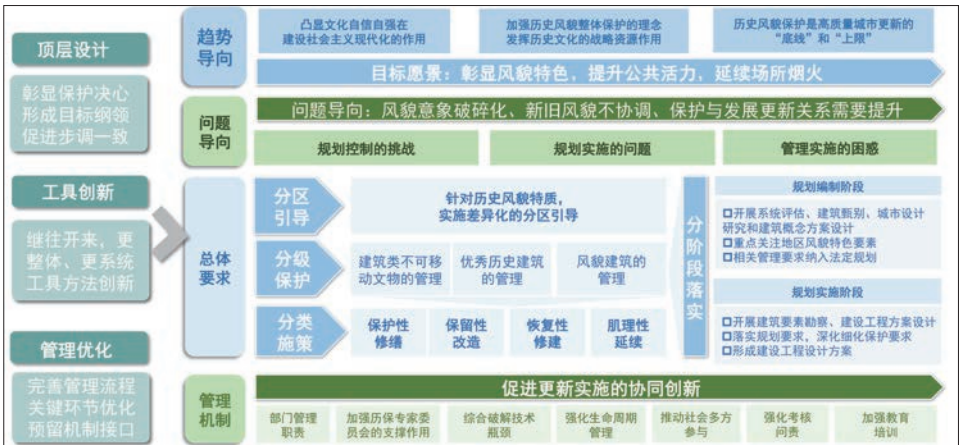 顶层设计
彰显保护决心
形成目标纲领
促进步调一致
工具创新
继往开来，更
整体、更系统
工具方法创新
管理优化
完善管理流程
关键环节优化
预留机制接口
趋势
导向
凸显文化自信自强在
建设社会主义现代化的作用
加强历史风貌整体保护的理念
发挥历史文化的战略资源作用
历史风貌保护是高质量城市更新的
“底线”和“上限”
目标愿景：彰显风貌特色，提升公共活力，延续场所烟火
问题
导向
问题导向：风貌意象破碎化、新旧风貌不协调、保护与发展更新关系需要提升
规划控制的挑战
规划实施的问题
管理实施的困惑
总体
要求
分区
引导
针对历史风貌特质，
实施差异化的分区引导
分级
保护
建筑类不可移
动文物的管理
优秀历史建筑
的管理
风貌建筑的
管理
分类
施策
保护性
修缮
保留性
改造
恢复性
修建
肌理性
延续
分阶段落实
规划编制阶段
□开展系统评估、建筑甄别、城市设计
研究和建筑概念方案设计
□重点关注地区风貌特色要素
□相关管理要求纳入法定规划
规划实施阶段
□开展建筑要素勘察、建设工程方案设计
□落实规划要求，深化细化保护要求
□形成建设工程设计方案
管理
机制
促进更新实施的协同创新
部门管理
职责
加强历保专家委
员会的支撑作用
综合破解技术
瓶颈
强化生命周期
管理
推动社会多方
参与
强化考核
问责
加强教育
培训